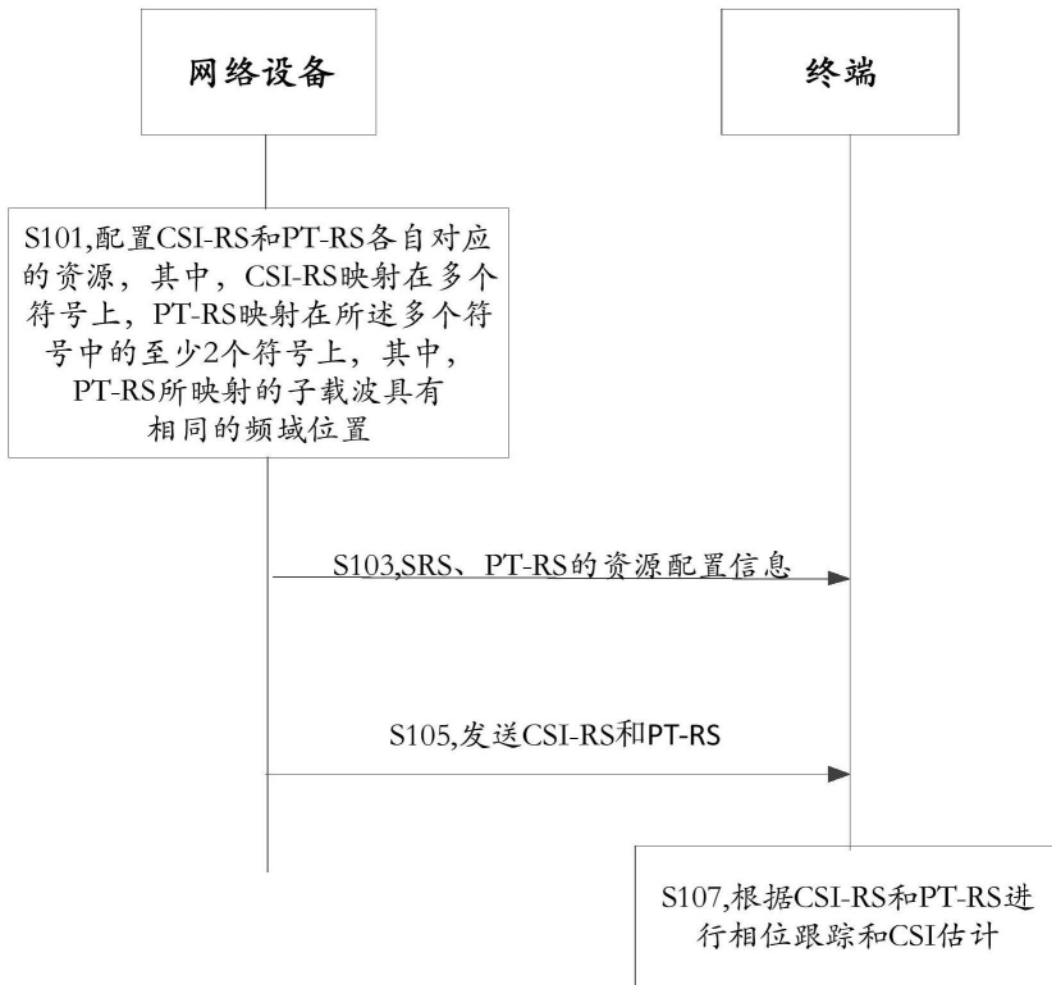 网络设备
终端
S101,配置CSI-RS和PT-RS各自对应
的资源，其中，CSI-RS映射在多个
符号上，PT-RS映射在所述多个符
号中的至少2个符号上，其中，
PT-RS所映射的子载波具有
相同的频域位置
S103,SRS、PT-RS的资源配置信息
S105,发送CSI-RS和PT-RS
S107,根据CSI-RS和PT-RS进
行相位跟踪和CSI估计